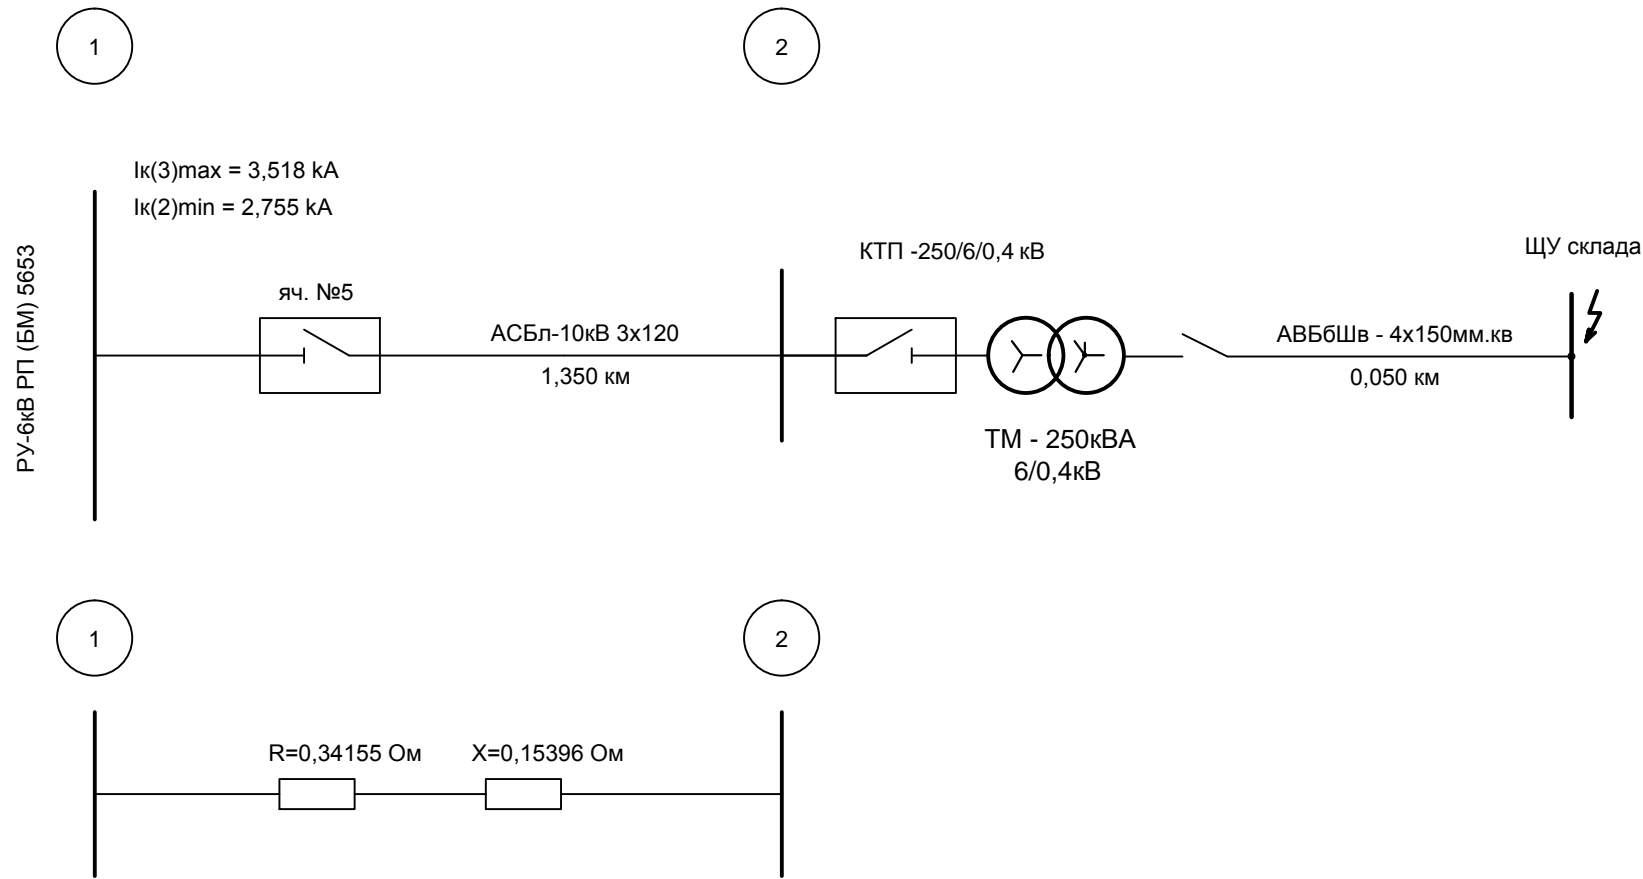 1
2
Iк(3)max = 3,518 kA
Iк(2)min = 2,755 kA
РУ-6кВ РП (БМ) 5653
яч. №5
АСБл-10кВ 3х120
1,350 км
КТП -250/6/0,4 кВ
ТМ - 250кВА
6/0,4кВ
АВБбШв - 4х150мм.кв
0,050 км
ЩУ склада
1
2
R=0,34155 Ом
X=0,15396 Ом